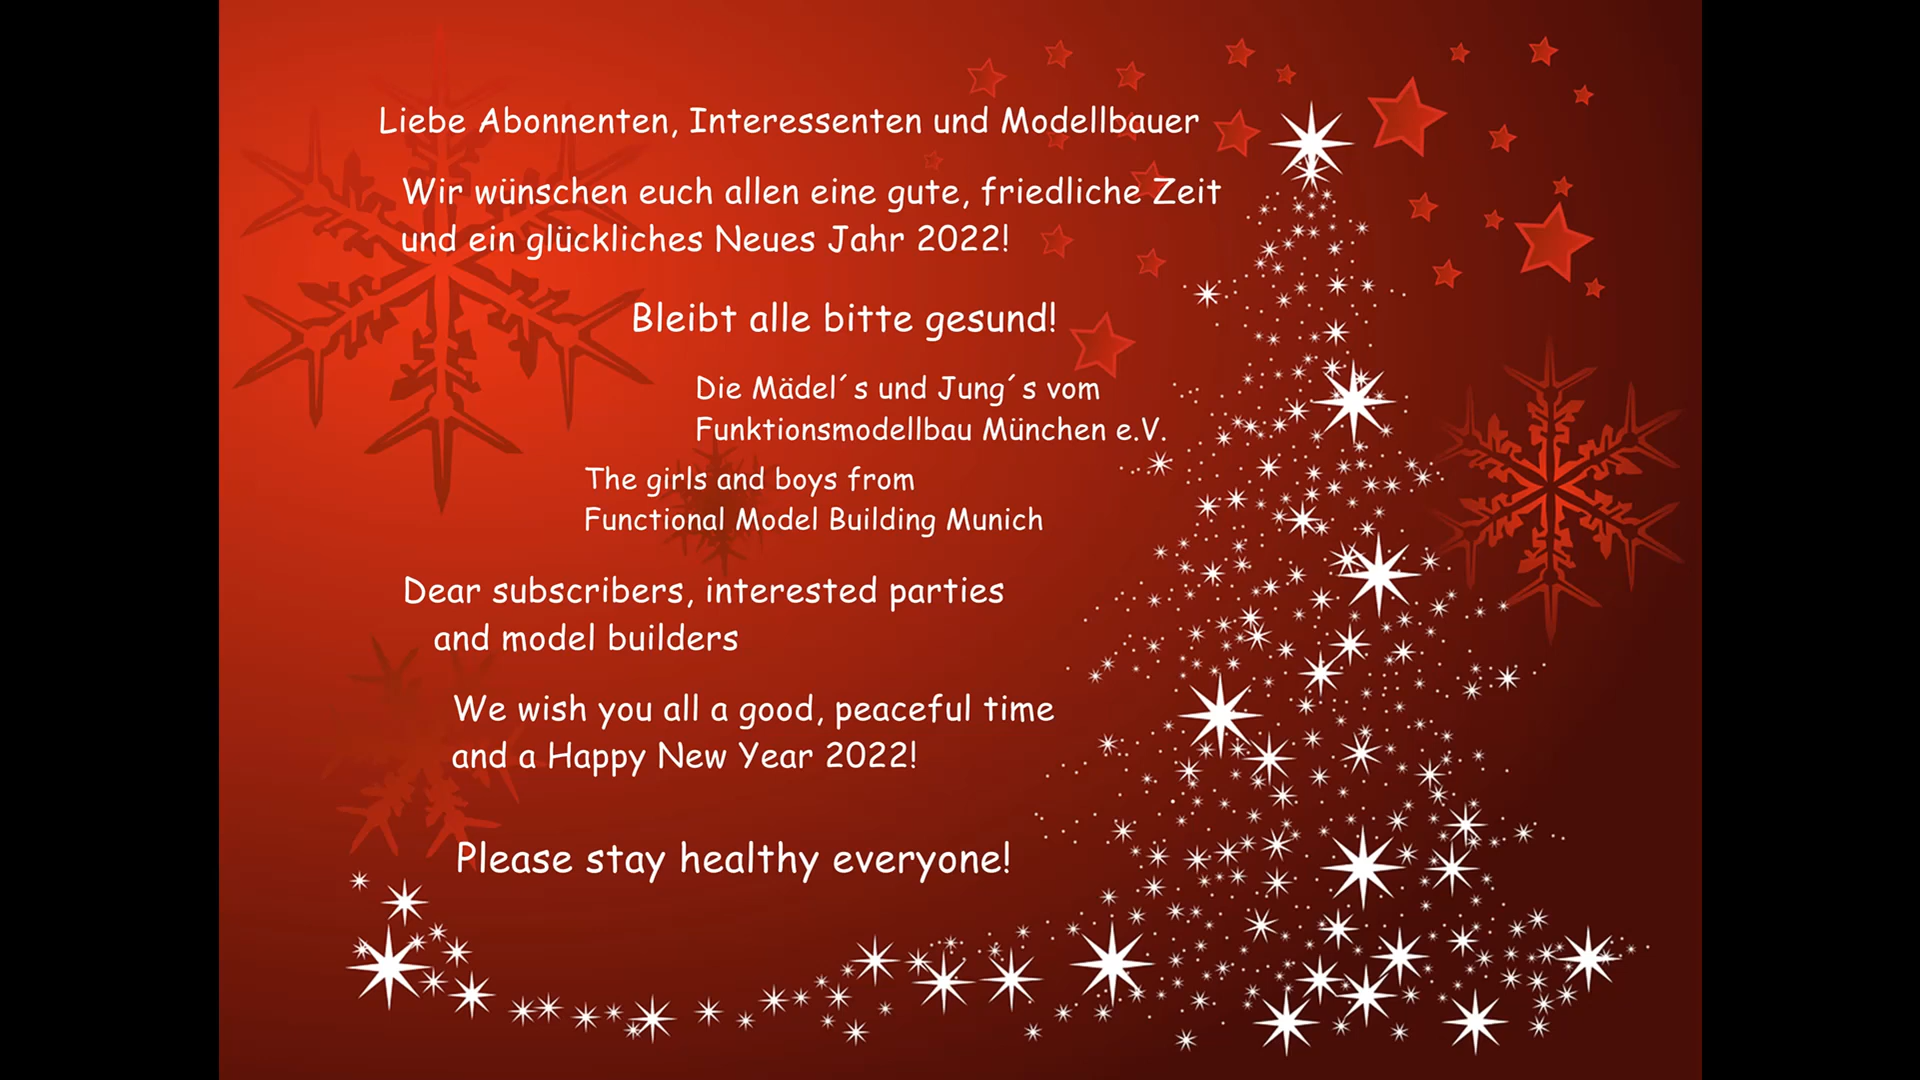 Liebe Abonnenten, Interessenten und Modellbauer
Wir wünschen euch allen eine gute, friedliche Zeit
und ein glückliches Neues Jahr 2022!
Bleibt alle bitte gesund!
Die Mädel´s und Jung´s vom
Funktionsmodellbau München e.V.
The girls and boys from
Functional Model Building Munich
Dear subscribers, interested parties
and model builders
We wish you all a good, peaceful time
and a Happy New Year 2022!
Please stay healthy everyone!